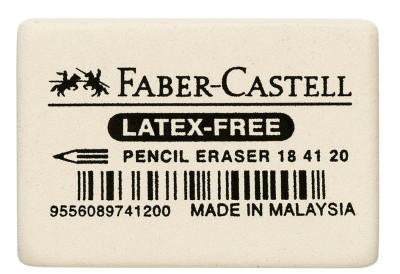 FABER-CASTELL
LATEX-FREE
PENCIL ERASER 18 41 20
9556089741200 MADE IN MALAYSIA